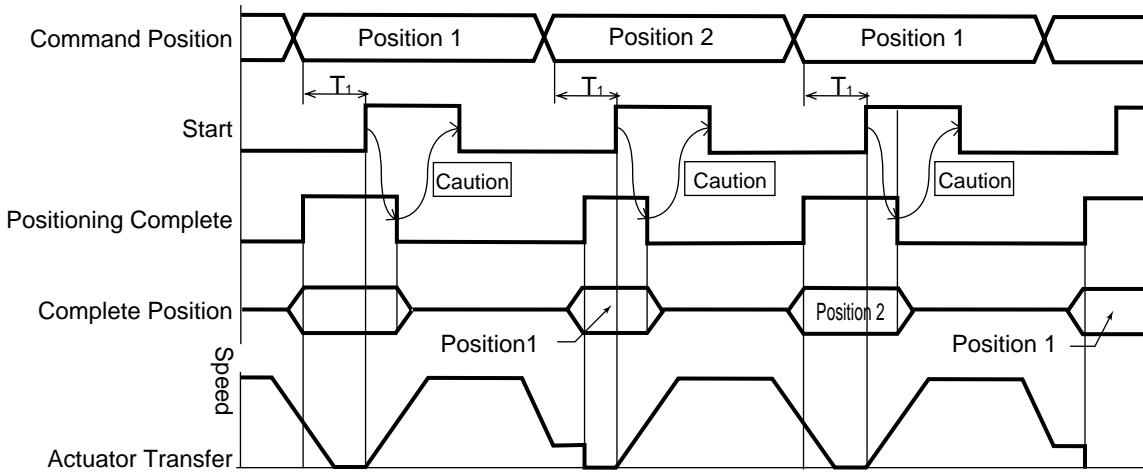 Command Position
Position 1
Position 2
Position 1
T1
T1
T1
Start
Caution
Caution
Caution
Positioning Complete
Complete Position
Position 2
Position1
Position 1
Speed
Actuator Transfer